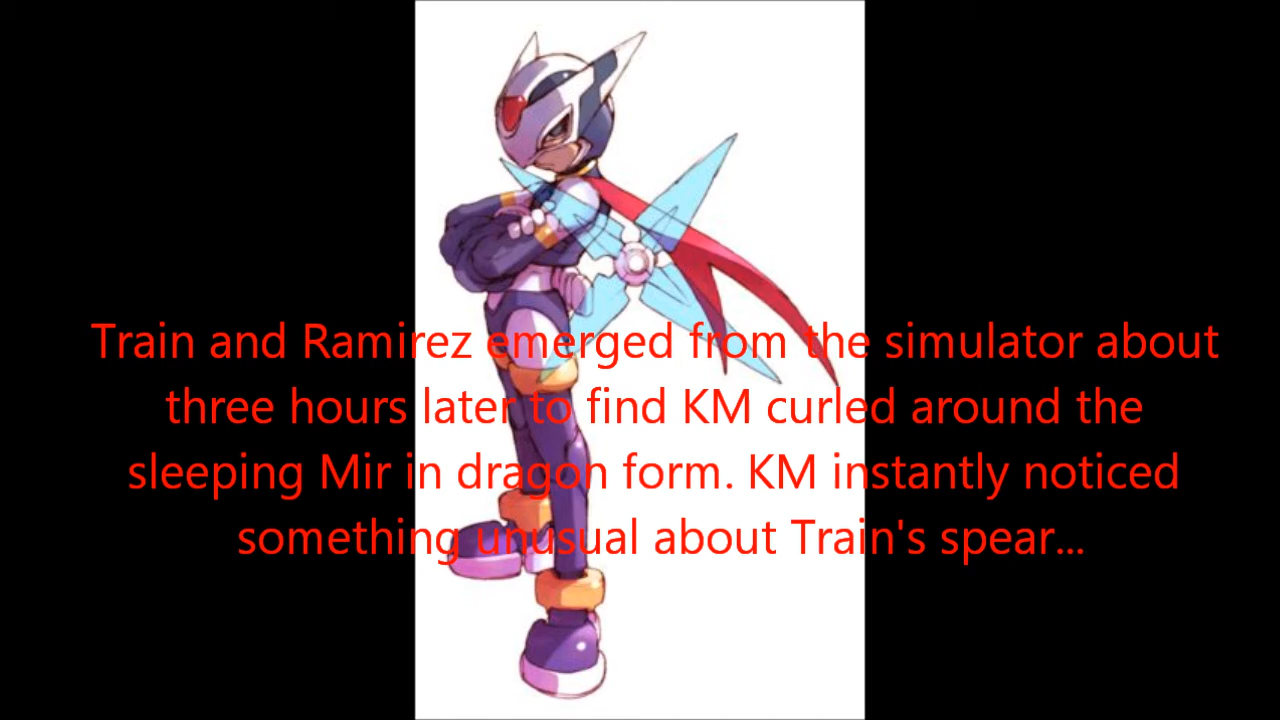 Train and Ramirez emerged from the simulator about
three hours later to find KM curled around the
sleeping Mir in dragon form. KM instantly noticed
something unusual about Train's spear...